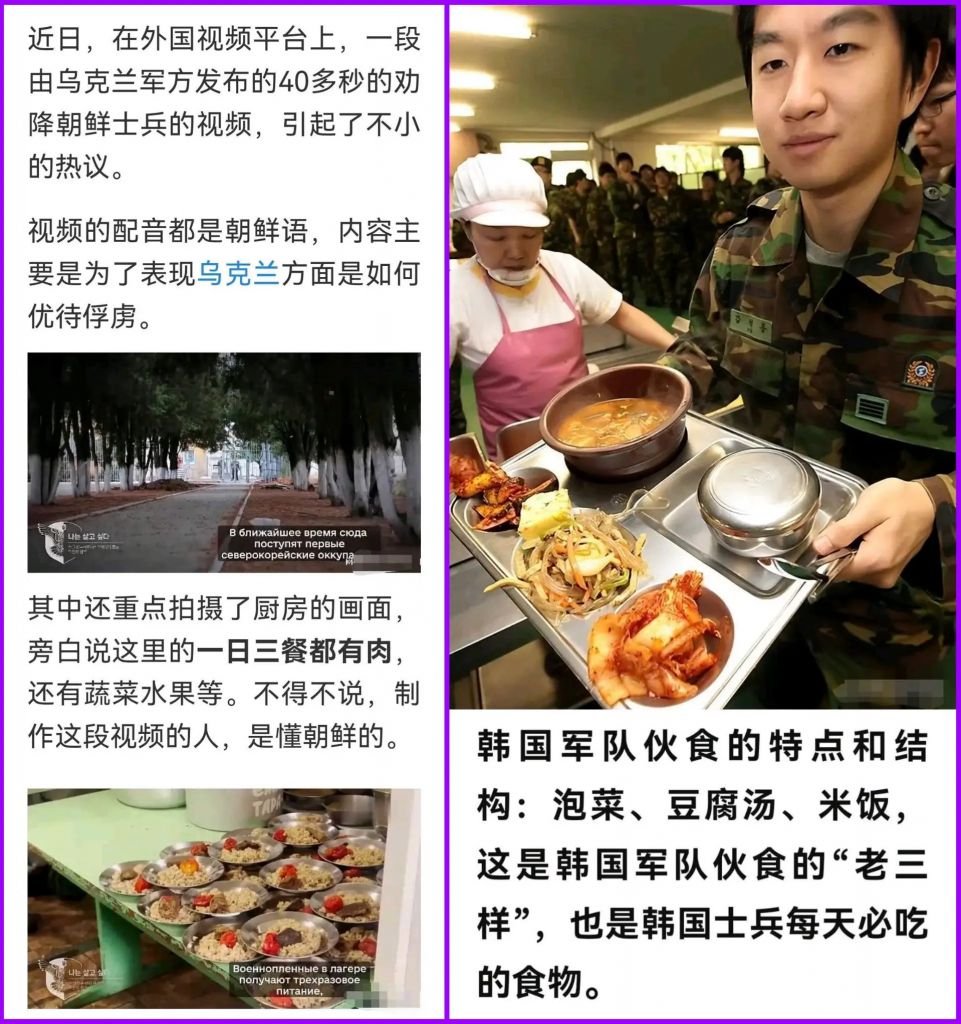 近日，在外国视频平台上，一段
由乌克兰军方发布的40多秒的劝
降朝鲜士兵的视频，引起了不小
的热议。
视频的配音都是朝鲜语，内容主
要是为了表现乌克兰方面是如何
优待俘虏。
나는 살고 싶다
В ближайшее время сюда
поступят первые
северокорейские оккупа
其中还重点拍摄了厨房的画面，
旁白说这里的一日三餐都有肉，
还有蔬菜水果等。不得不说，制
作这段视频的人，是懂朝鲜的。
나는 살고 싶다
Военнопленные в лагере
получают трехразовое
питание,
韩国军队伙食的特点和结
构：泡菜、豆腐汤、米饭，
这是韩国军队伙食的“老三
样”，也是韩国士兵每天必吃
的食物。